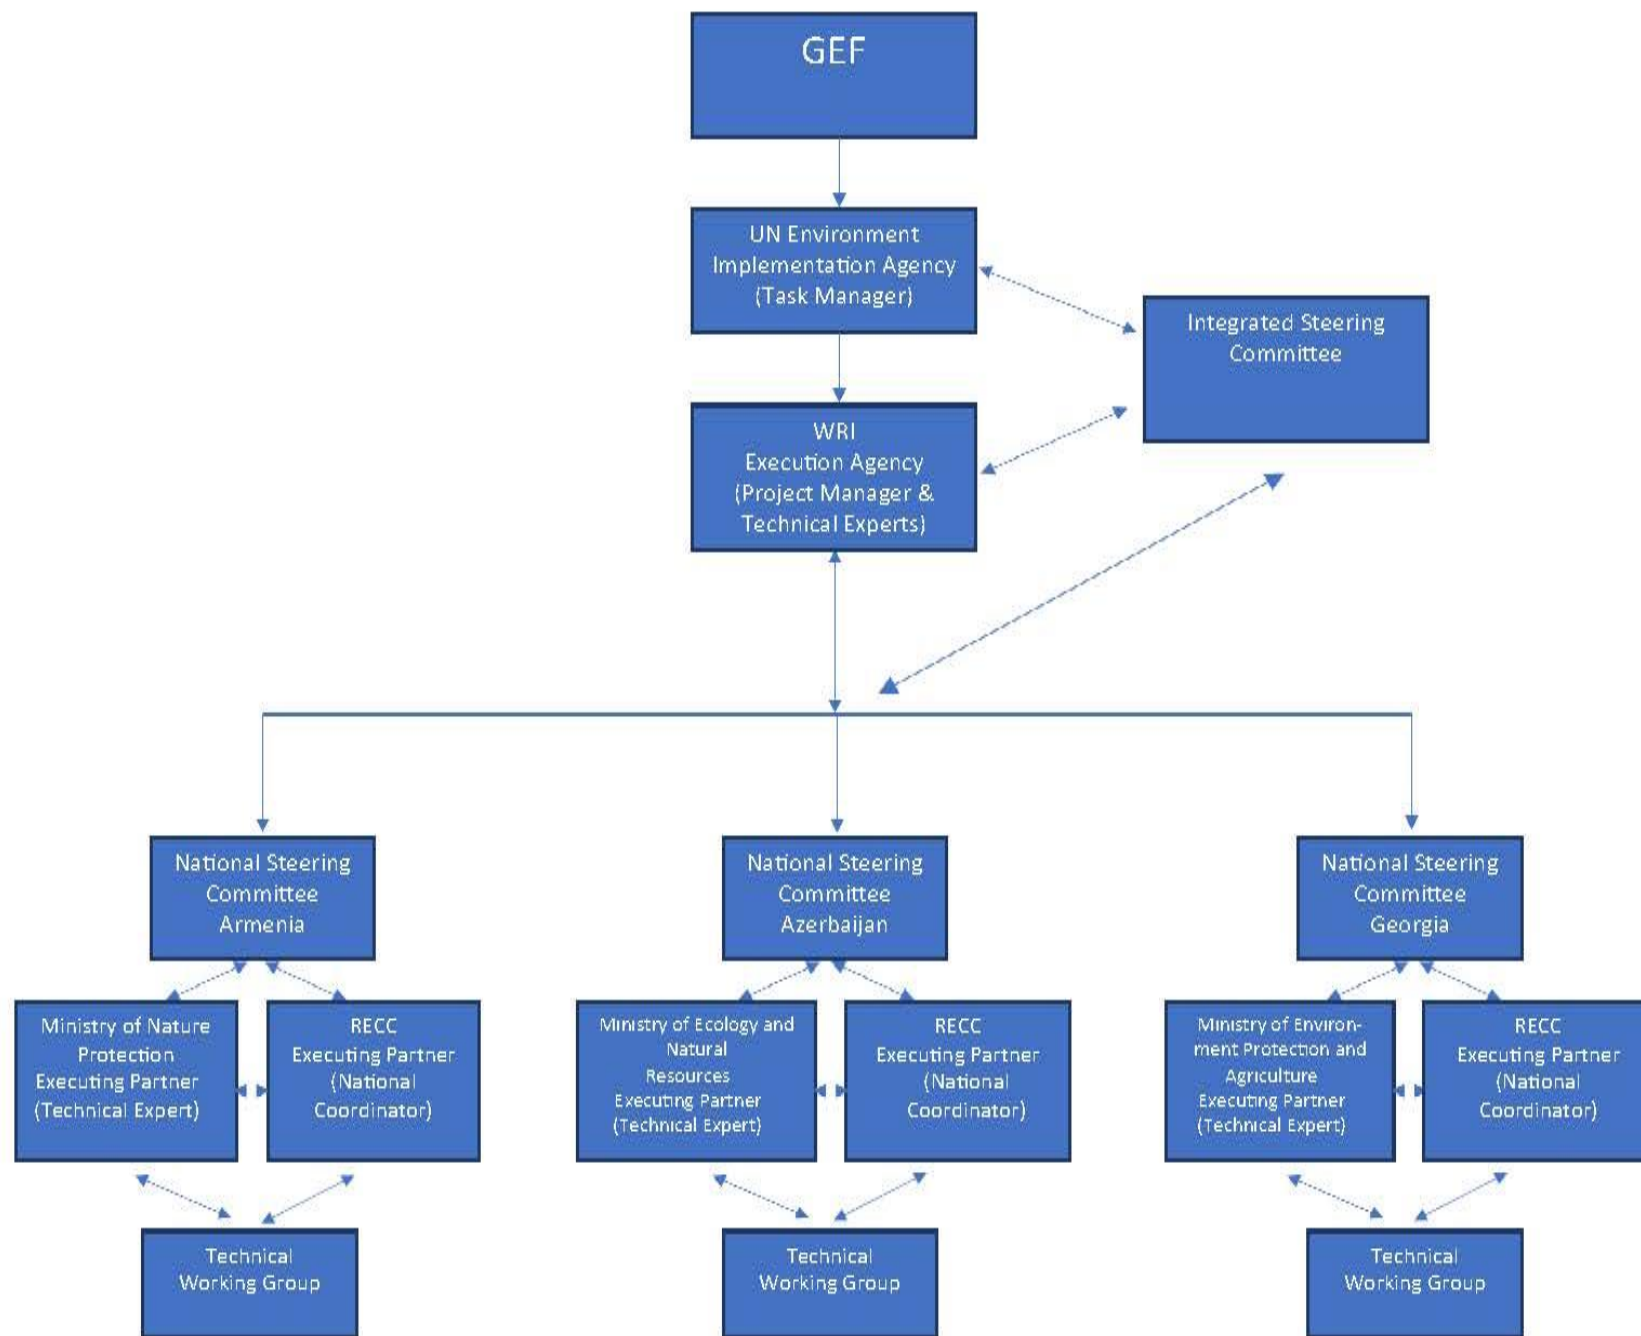 GEF
UN Environment
Implementation Agency
(Task Manager)
Integrated Steering
Committee
WRI
Execution Agency
(Project Manager &
Technical Experts)
National Steering
Committee
Armenia
National Steering
Committee
Azerbaijan
National Steering
Committee
Georgia
Ministry of Nature
Protection
Executing Partner
(Technical Expert)
RECC
Executing Partner
(National
Coordinator)
Ministry of Ecology and
Natural
Resources
Executing Partner
(Technical Expert)
RECC
Executing Partner
(National
Coordinator)
Ministry of Environ-
ment Protection and
Agriculture
Executing Partner
(Technical Expert)
RECC
Executing Partner
(National
Coordinator)
Technical
Working Group
Technical
Working Group
Technical
Working Group